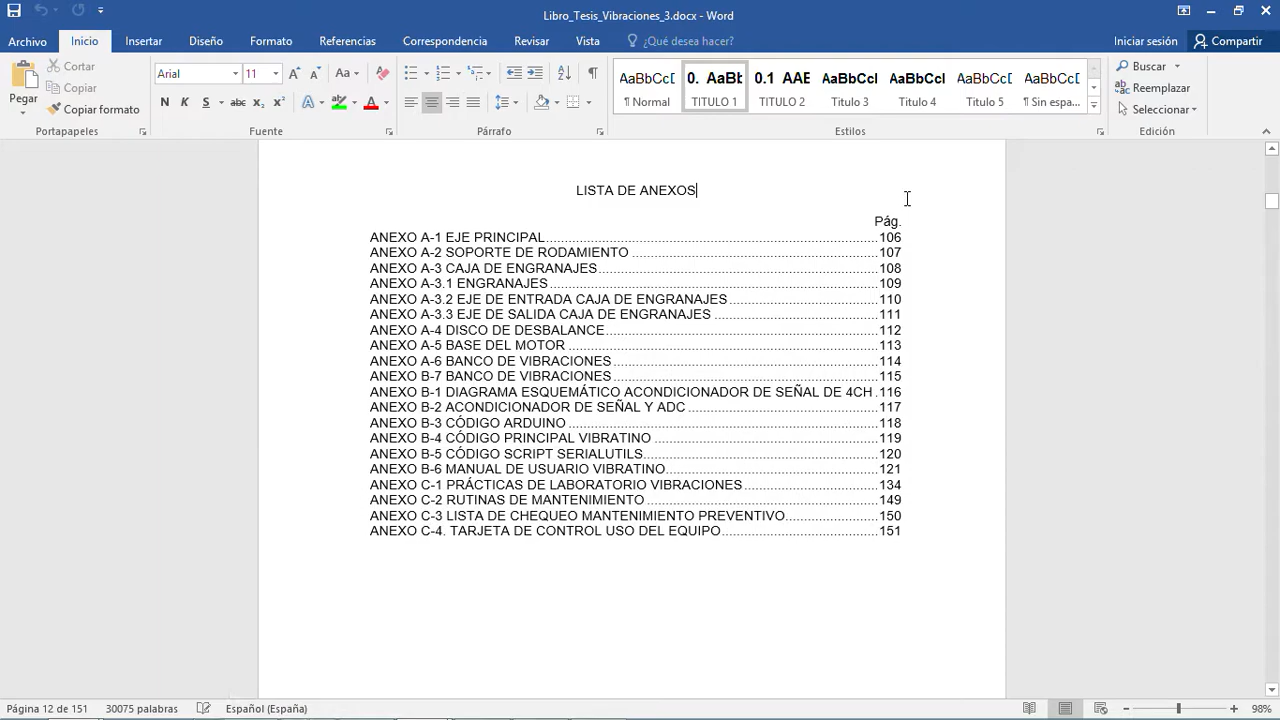 Libro_Tesis_Vibraciones_3.docx - Word
Archivo Inicio Insertar Diseño Formato Referencias Correspondencia Revisar Vista ¿Qué desea hacer? Iniciar sesión Compartir
Pegar
Cortar
Copiar
Copiar formato
Portapapeles
Arial 11
Aa
N K S abc x₂ x²
A A
Fuente
Párrafo
AaBbCcD 0. AaBb 0.1 AAE AaBbCcI AaBbCcI AaBbCcD AaBbCcD
¶ Normal TITULO 1 TITULO 2 Titulo 3 Titulo 4 Titulo 5 ¶ Sin espa...
Estilos
Buscar
Reemplazar
Seleccionar
Edición
LISTA DE ANEXOS
Pág.
ANEXO A-1 EJE PRINCIPAL 106
ANEXO A-2 SOPORTE DE RODAMIENTO 107
ANEXO A-3 CAJA DE ENGRANAJES 108
ANEXO A-3.1 ENGRANAJES 109
ANEXO A-3.2 EJE DE ENTRADA CAJA DE ENGRANAJES 110
ANEXO A-3.3 EJE DE SALIDA CAJA DE ENGRANAJES 111
ANEXO A-4 DISCO DE DESBALANCE 112
ANEXO A-5 BASE DEL MOTOR 113
ANEXO A-6 BANCO DE VIBRACIONES 114
ANEXO B-7 BANCO DE VIBRACIONES 115
ANEXO B-1 DIAGRAMA ESQUEMÁTICO ACONDICIONADOR DE SEÑAL DE 4CH 116
ANEXO B-2 ACONDICIONADOR DE SEÑAL Y ADC 117
ANEXO B-3 CÓDIGO ARDUINO 118
ANEXO B-4 CÓDIGO PRINCIPAL VIBRATINO 119
ANEXO B-5 CÓDIGO SCRIPT SERIALUTILS 120
ANEXO B-6 MANUAL DE USUARIO VIBRATINO 121
ANEXO C-1 PRÁCTICAS DE LABORATORIO VIBRACIONES 134
ANEXO C-2 RUTINAS DE MANTENIMIENTO 149
ANEXO C-3 LISTA DE CHEQUEO MANTENIMIENTO PREVENTIVO 150
ANEXO C-4. TARJETA DE CONTROL USO DEL EQUIPO 151
Página 12 de 151 30075 palabras Español (España) 98%